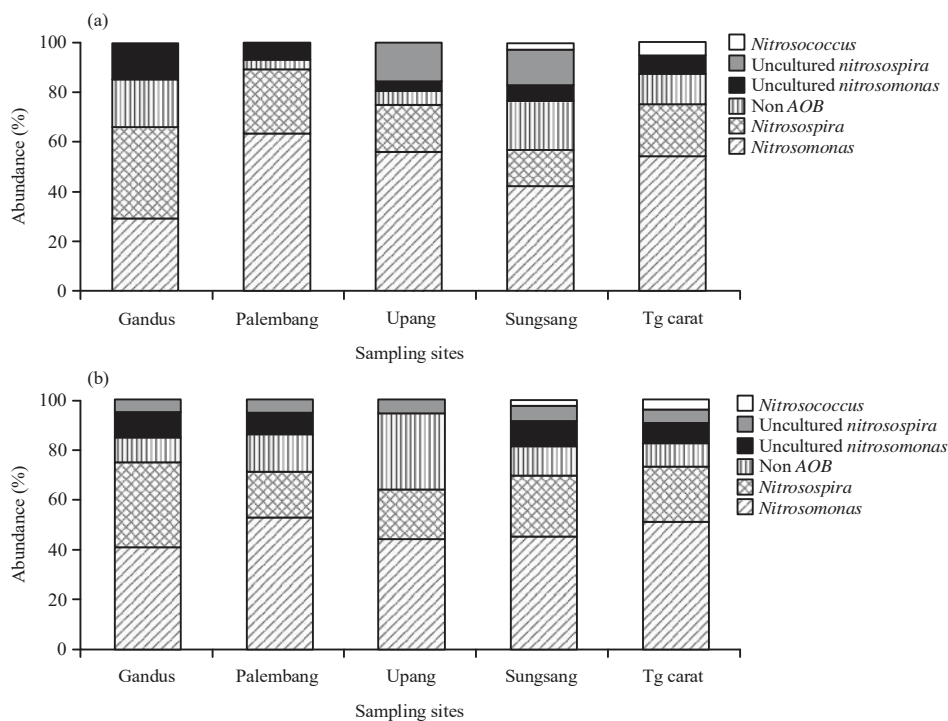 (a)
100
80
60
40
20
0
Abundance (%)
Gandus Palembang Upang Sungsang Tg carat
Sampling sites
Nitrosococcus
Uncultured nitrosospira
Uncultured nitrosomonas
Non AOB
Nitrosospira
Nitrosomonas
(b)
100
80
60
40
20
0
Abundance (%)
Gandus Palembang Upang Sungsang Tg carat
Sampling sites
Nitrosococcus
Uncultured nitrosospira
Uncultured nitrosomonas
Non AOB
Nitrosospira
Nitrosomonas